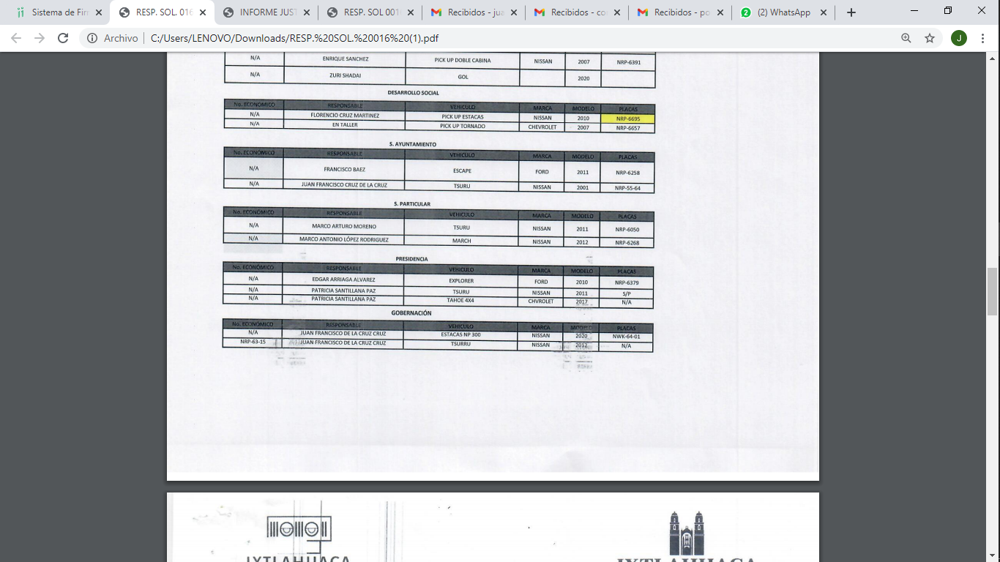 Sistema de Fir
RESP. SOL. 016
INFORME JUST
RESP. SOL 001
Recibidos - jua
Recibidos - co
Recibidos - po
(2) WhatsApp
Archivo C:/Users/LENOVO/Downloads/RESP.%20SOL.%20016%20(1).pdf J
N/A ENRIQUE SANCHEZ PICK UP DOBLE CABINA NISSAN 2007 NRP-6391
N/A ZURI SHADAI GOL 2020
DESARROLLO SOCIAL
No. ECONÓMICO RESPONSABLE VEHICULO MARCA MODELO PLACAS
N/A FLORENCIO CRUZ MARTINEZ PICK UP ESTACAS NISSAN 2010 NRP-6695
N/A EN TALLER PICK UP TORNADO CHEVROLET 2007 NRP-6657
S. AYUNTAMIENTO
No. ECONÓMICO RESPONSABLE VEHICULO MARCA MODELO PLACAS
N/A FRANCISCO BAEZ ESCAPE FORD 2011 NRP-6258
N/A JUAN FRANCISCO CRUZ DE LA CRUZ TSURU NISSAN 2001 NRP-55-64
S. PARTICULAR
No. ECONÓMICO RESPONSABLE VEHICULO MARCA MODELO PLACAS
N/A MARCO ARTURO MORENO TSURU NISSAN 2011 NRP-6050
N/A MARCO ANTONIO LÓPEZ RODRIGUEZ MARCH NISSAN 2012 NRP-6268
PRESIDENCIA
No. ECONÓMICO RESPONSABLE VEHICULO MARCA MODELO PLACAS
N/A EDGAR ARRIAGA ALVAREZ EXPLORER FORD 2010 NRP-6379
N/A PATRICIA SANTILLANA PAZ TSURU NISSAN 2011 S/P
N/A PATRICIA SANTILLANA PAZ TAHOE 4X4 CHVROLET 2017 N/A
GOBERNACIÓN
No. ECONÓMICO RESPONSABLE VEHICULO MARCA MODELO PLACAS
N/A JUAN FRANCISCO DE LA CRUZ CRUZ ESTACAS NP 300 NISSAN 2020 NWK-64-01
NRP-63-15 JUAN FRANCISCO DE LA CRUZ CRUZ TSURRU NISSAN 2012 N/A
IXTLAHUACA IXTLAHUACA